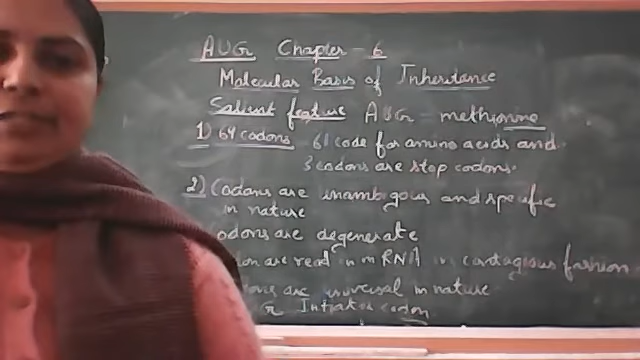 AUG Chapter - 6
Molecular Basis of Inheritance
Salient feature AUG - methionine
1) 64 codons 61 code for amino acids and
3 codons are stop codons.
2) Codons are unambigous and specific
in nature
odons are degenerate
don are read in mRNA in contagious fashion
are universal in nature
G Initiator codon